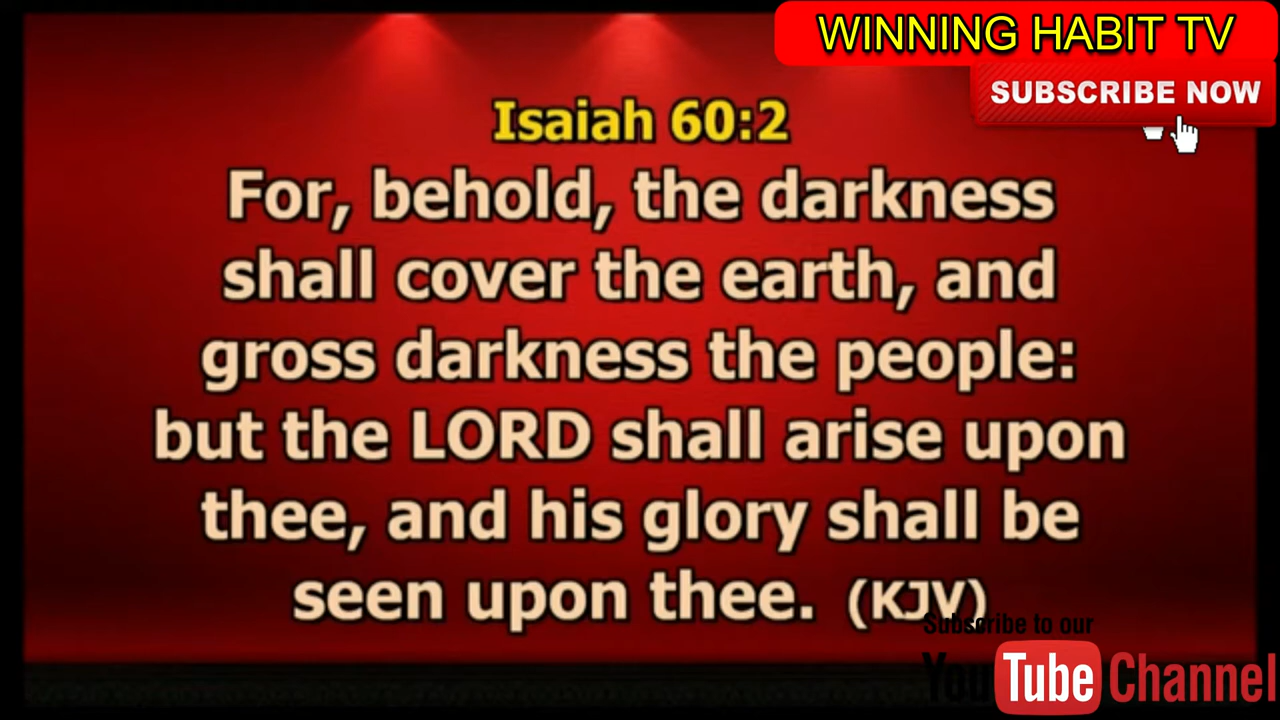 WINNING HABIT TV
SUBSCRIBE NOW
Isaiah 60:2
For, behold, the darkness
shall cover the earth, and
gross darkness the people:
but the LORD shall arise upon
thee, and his glory shall be
seen upon thee. (KJV)
Subscribe to our
YouTube Channel